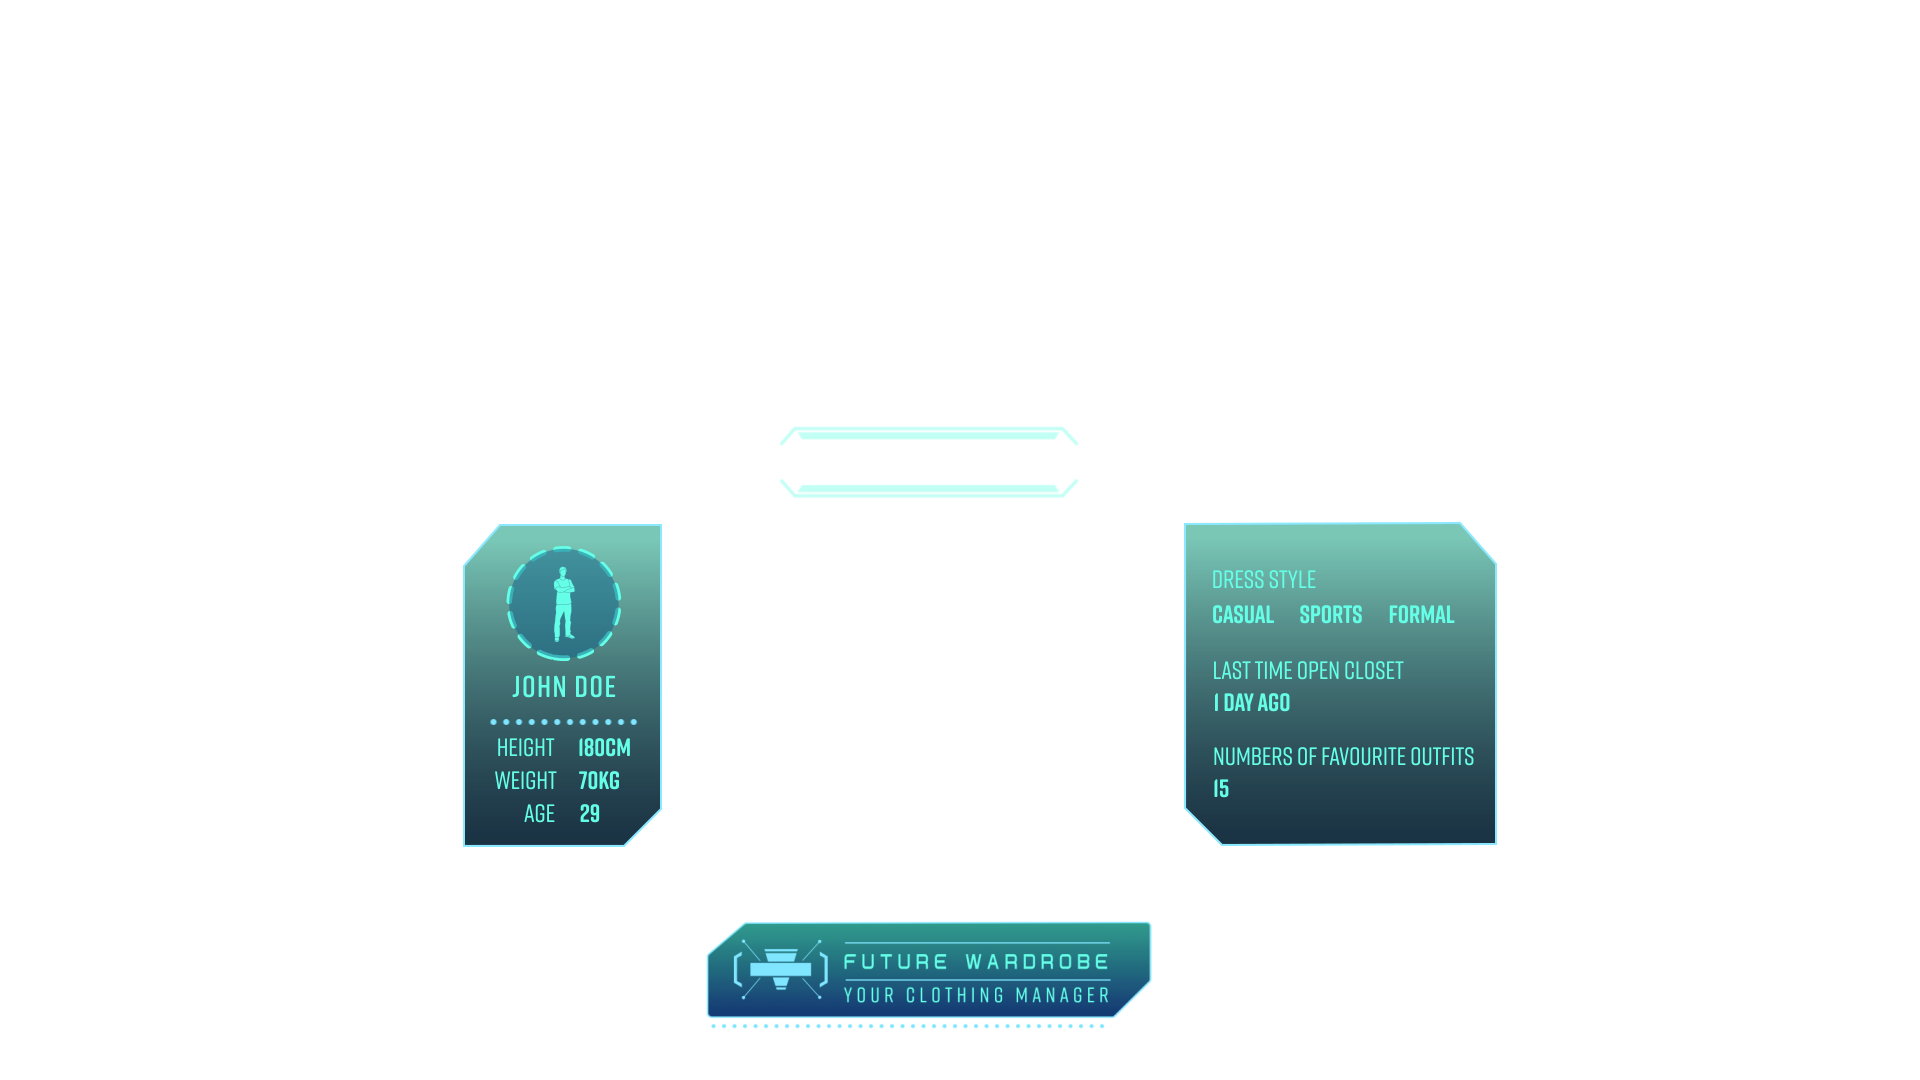 JOHN DOE
HEIGHT 180CM
WEIGHT 70KG
AGE 29
DRESS STYLE
CASUAL SPORTS FORMAL
LAST TIME OPEN CLOSET
1 DAY AGO
NUMBERS OF FAVOURITE OUTFITS
15
FUTURE WARDROBE
YOUR CLOTHING MANAGER